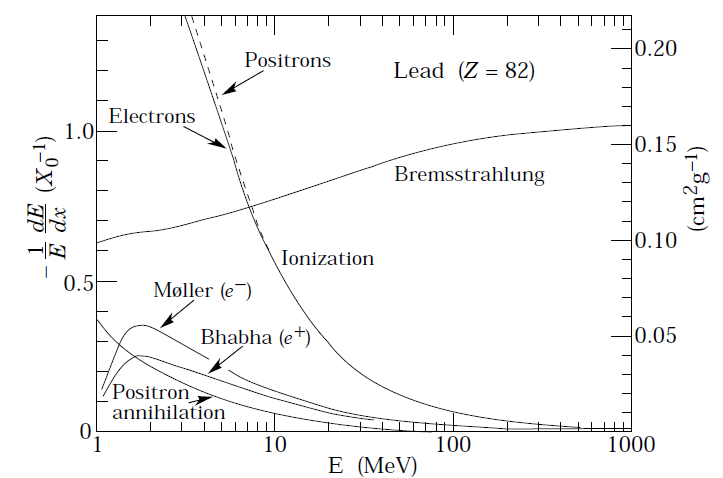 Positrons
Lead (Z = 82)
Electrons
Bremsstrahlung
Ionization
Møller (e−)
Bhabha (e+)
Positron
annihilation
− 1/E dE/dx (X0−1)
1.0
0.5
0
0.20
0.15
0.10
0.05
(cm2g−1)
1 10 100 1000
E (MeV)